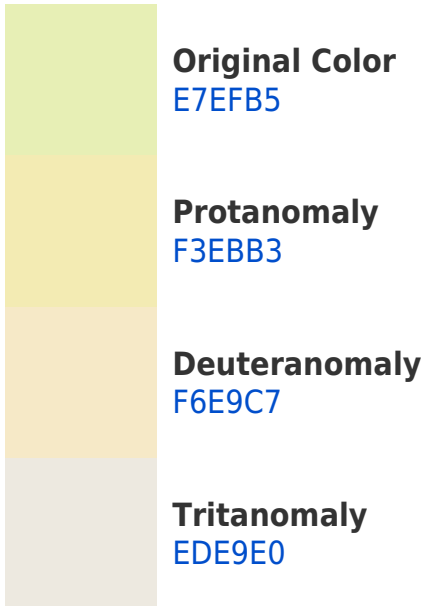 Original Color
E7EFB5
Protanomaly
F3EBB3
Deuteranomaly
F6E9C7
Tritanomaly
EDE9E0